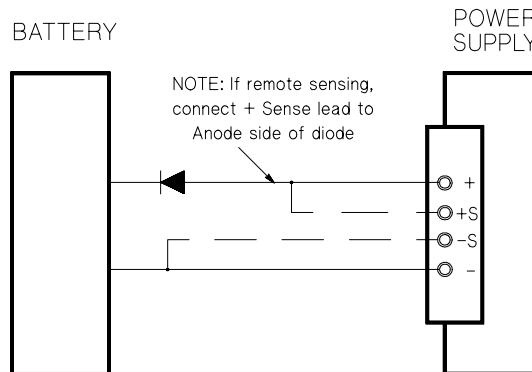 BATTERY
POWER
SUPPLY
NOTE: If remote sensing,
connect + Sense lead to
Anode side of diode
+
+S
-S
-